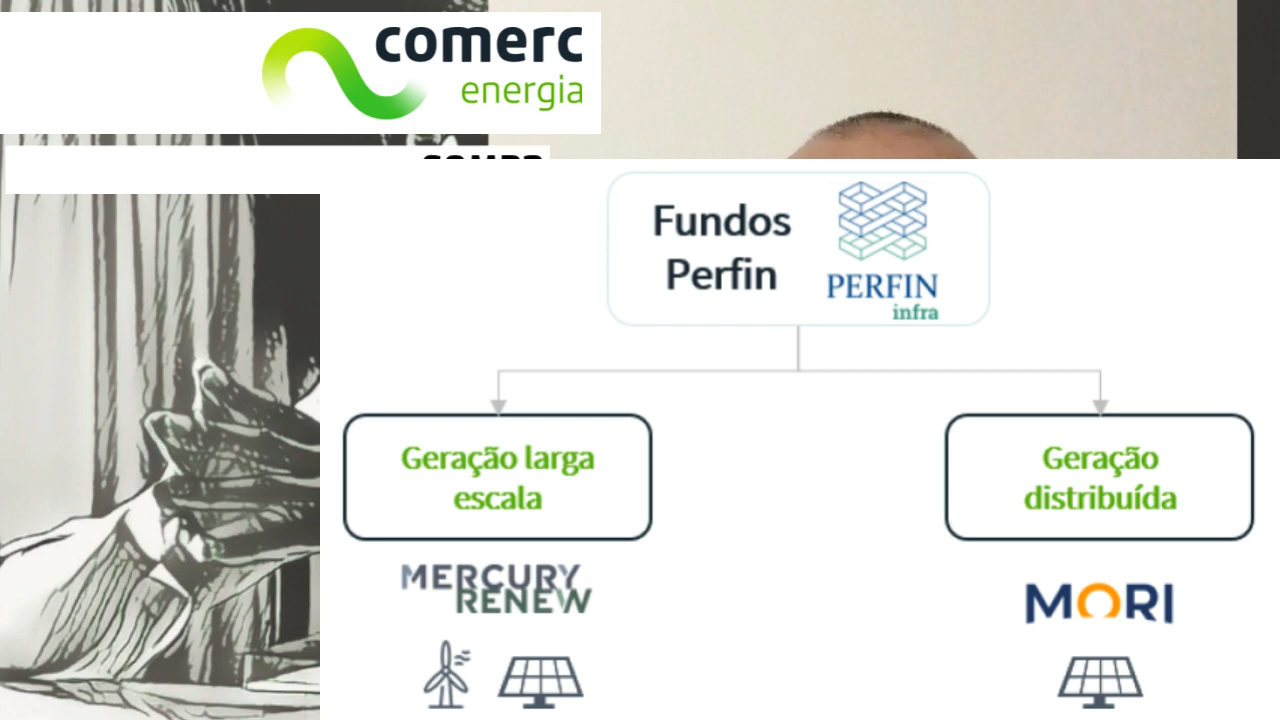 comerc
energia
Fundos
Perfin
PERFIN
infra
Geração larga
escala
Geração
distribuída
MERCURY
RENEW
MORI